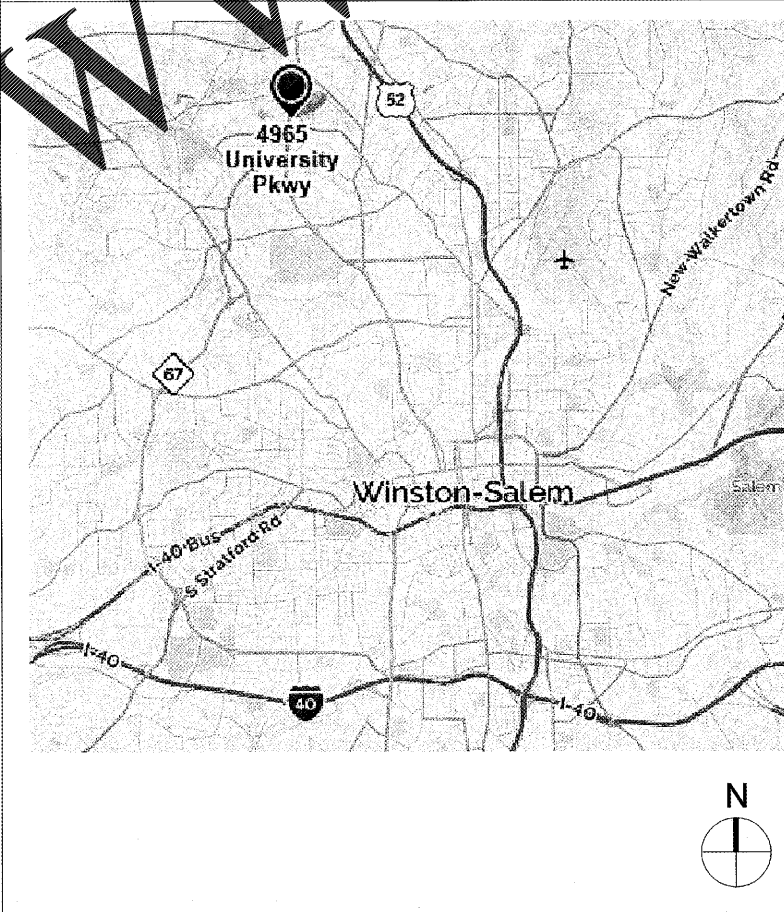 52
4965
University
Pkwy
New Walkertown Rd
67
Winston-Salem
Salem
I-40 Bus
S Stratford Rd
I-40
40
I-40
N